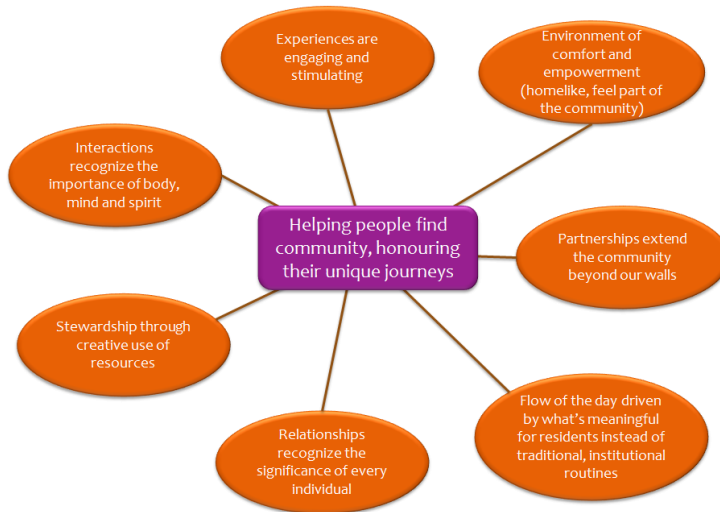 Experiences are
engaging and
stimulating
Environment of
comfort and
empowerment
(homelike, feel part of
the community)
Interactions
recognize the
importance of body,
mind and spirit
Helping people find
community, honouring
their unique journeys
Partnerships extend
the community
beyond our walls
Stewardship through
creative use of
resources
Relationships
recognize the
significance of every
individual
Flow of the day driven
by what's meaningful
for residents instead of
traditional, institutional
routines